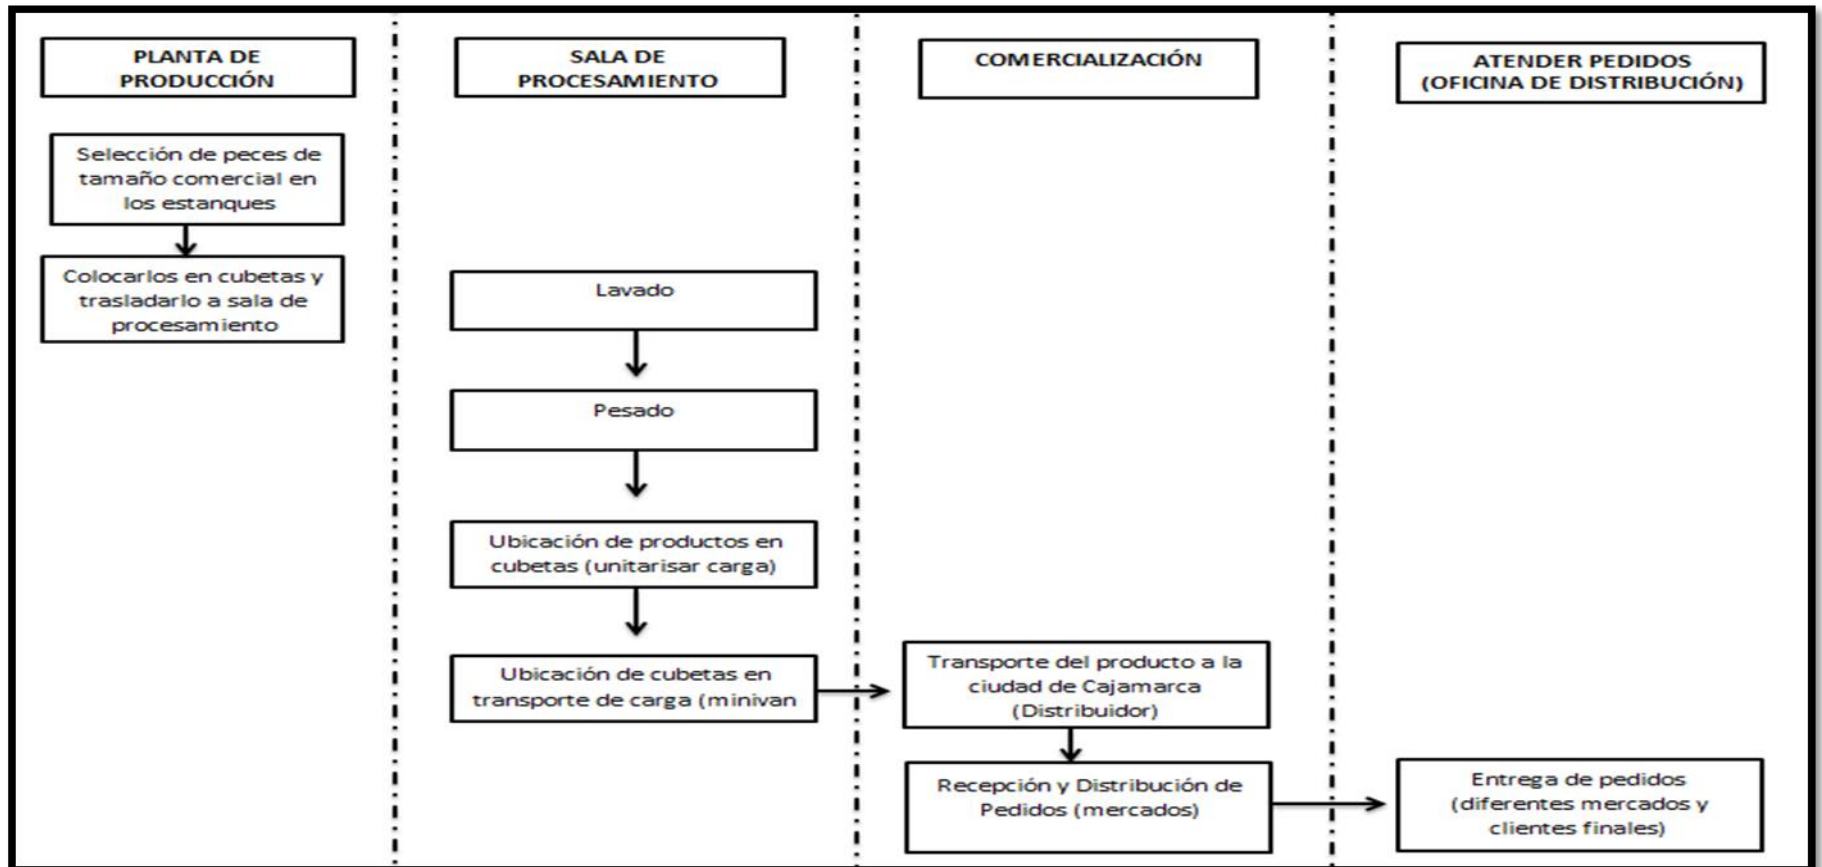 PLANTA DE
PRODUCCIÓN
SALA DE
PROCESAMIENTO
COMERCIALIZACIÓN
ATENDER PEDIDOS
(OFICINA DE DISTRIBUCIÓN)
Selección de peces de
tamaño comercial en
los estanques
Colocarlos en cubetas y
trasladarlo a sala de
procesamiento
Lavado
Pesado
Ubicación de productos en
cubetas (unitarisar carga)
Ubicación de cubetas en
transporte de carga (minivan
Transporte del producto a la
ciudad de Cajamarca
(Distribuidor)
Recepción y Distribución de
Pedidos (mercados)
Entrega de pedidos
(diferentes mercados y
clientes finales)